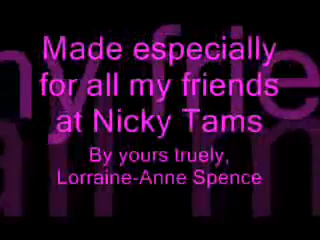 Made especially
for all my friends
at Nicky Tams
By yours truely,
Lorraine-Anne Spence